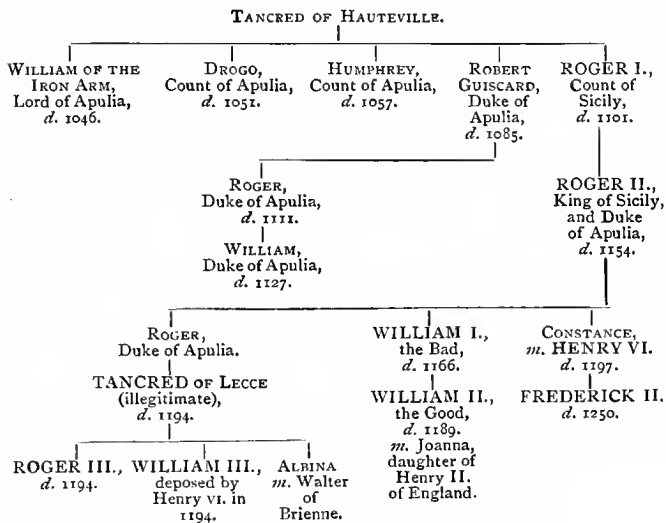 TANCRED OF HAUTEVILLE.
WILLIAM OF THE
IRON ARM,
Lord of Apulia,
d. 1046.
DROGO,
Count of Apulia,
d. 1051.
HUMPHREY,
Count of Apulia,
d. 1057.
ROBERT
GUISCARD,
Duke of
Apulia,
d. 1085.
ROGER I.,
Count of
Sicily,
d. 1101.
ROGER,
Duke of Apulia,
d. 1111.
WILLIAM,
Duke of Apulia,
d. 1127.
ROGER II.,
King of Sicily,
and Duke
of Apulia,
d. 1154.
ROGER,
Duke of Apulia.
TANCRED OF LECCE
(illegitimate),
d. 1194.
WILLIAM I.,
the Bad,
d. 1166.
WILLIAM II.,
the Good,
d. 1189.
m. Joanna,
daughter of
Henry II.
of England.
CONSTANCE,
m. HENRY VI.
d. 1197.
FREDERICK II.
d. 1250.
ROGER III.,
d. 1194.
WILLIAM III.,
deposed by
Henry VI. in
1194.
ALBINA
m. Walter
of
Brienne.